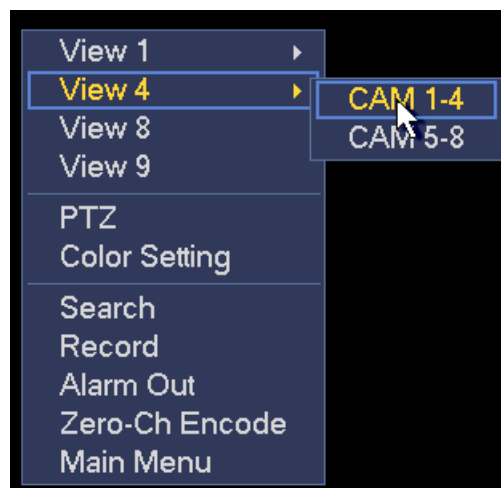 View 1
View 4
CAM 1-4
View 8
CAM 5-8
View 9
PTZ
Color Setting
Search
Record
Alarm Out
Zero-Ch Encode
Main Menu